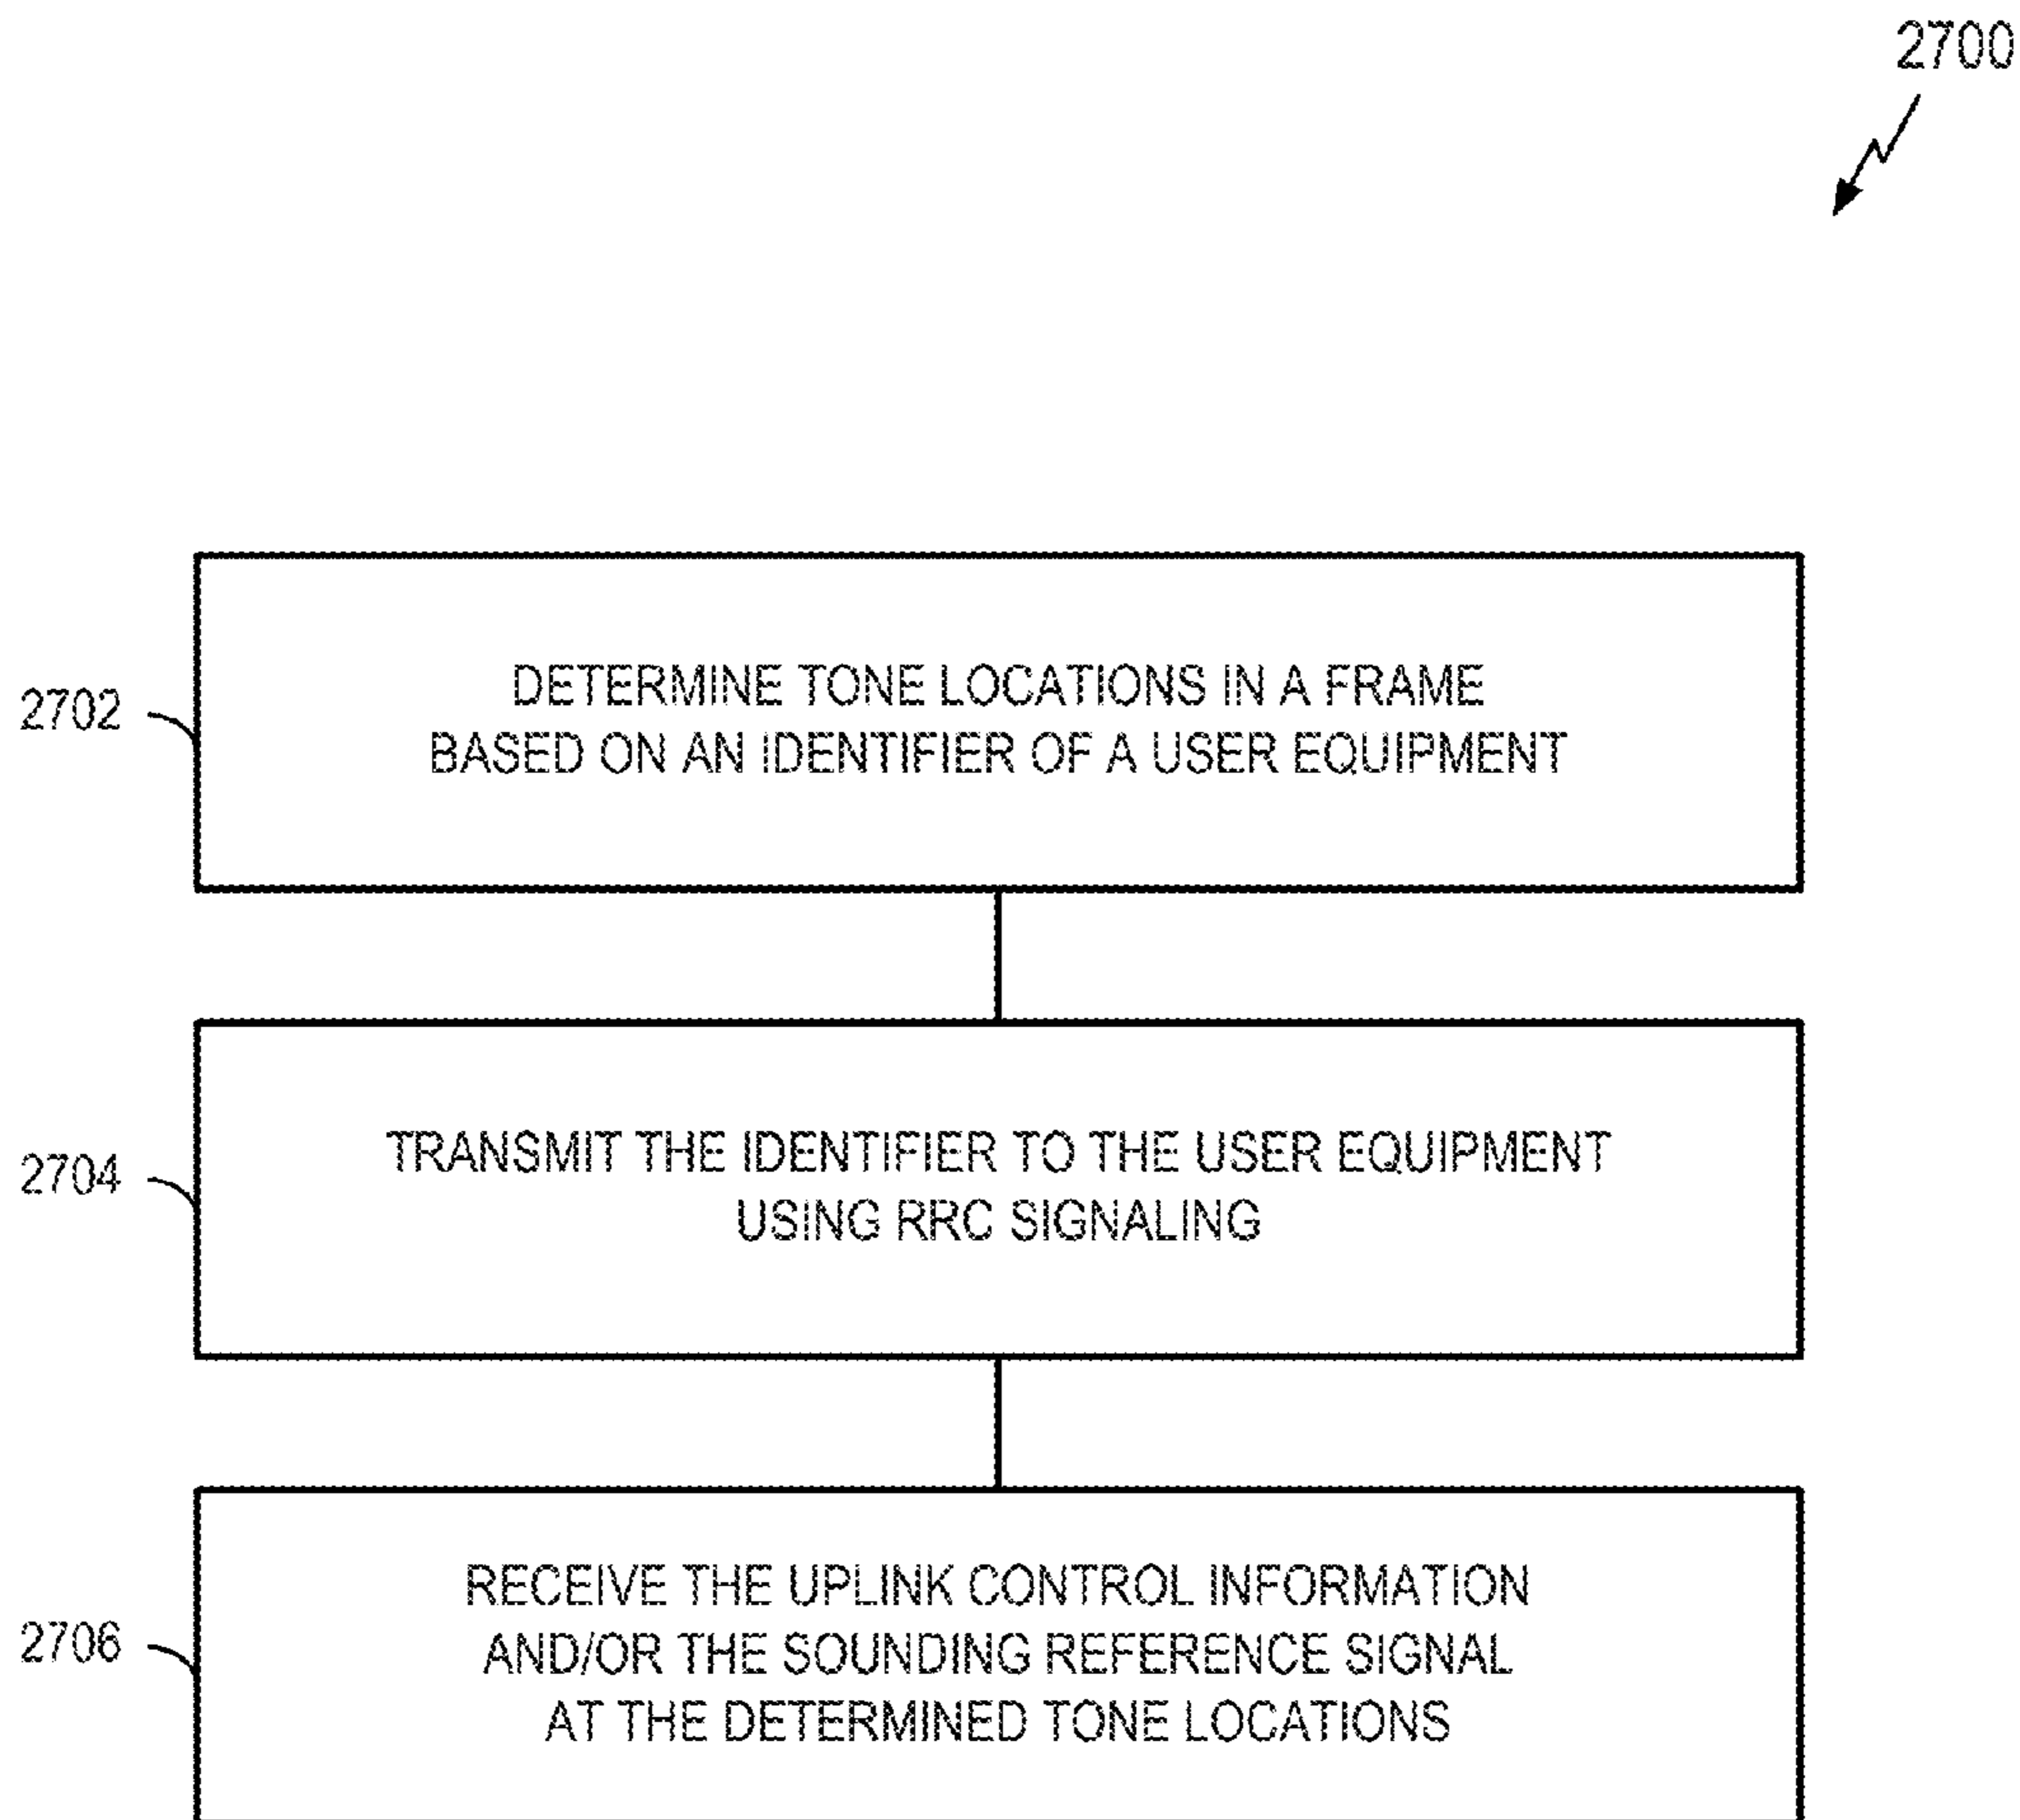 2700
2702
DETERMINE TONE LOCATIONS IN A FRAME
BASED ON AN IDENTIFIER OF A USER EQUIPMENT
2704
TRANSMIT THE IDENTIFIER TO THE USER EQUIPMENT
USING RRC SIGNALING
2706
RECEIVE THE UPLINK CONTROL INFORMATION
AND/OR THE SOUNDING REFERENCE SIGNAL
AT THE DETERMINED TONE LOCATIONS